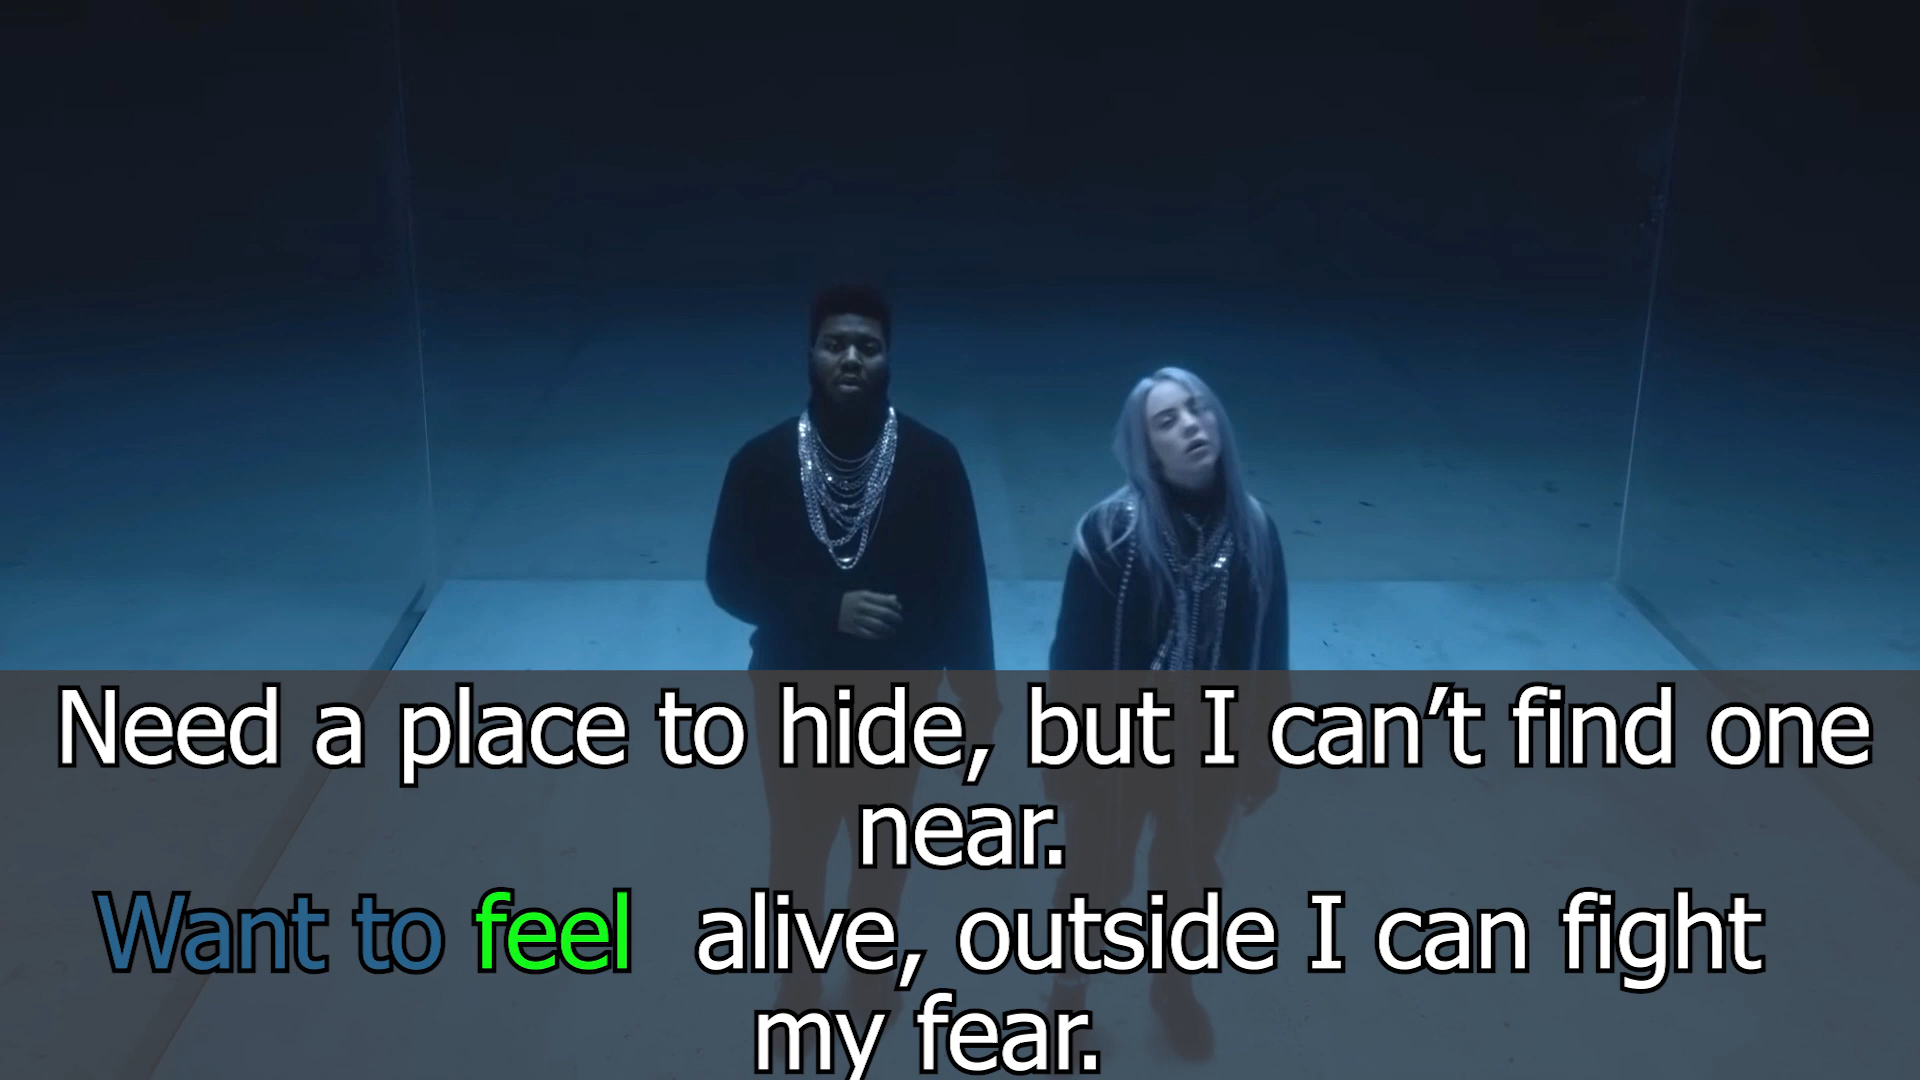 Need a place to hide, but I can’t find one
near.
Want to feel alive, outside I can fight
my fear.